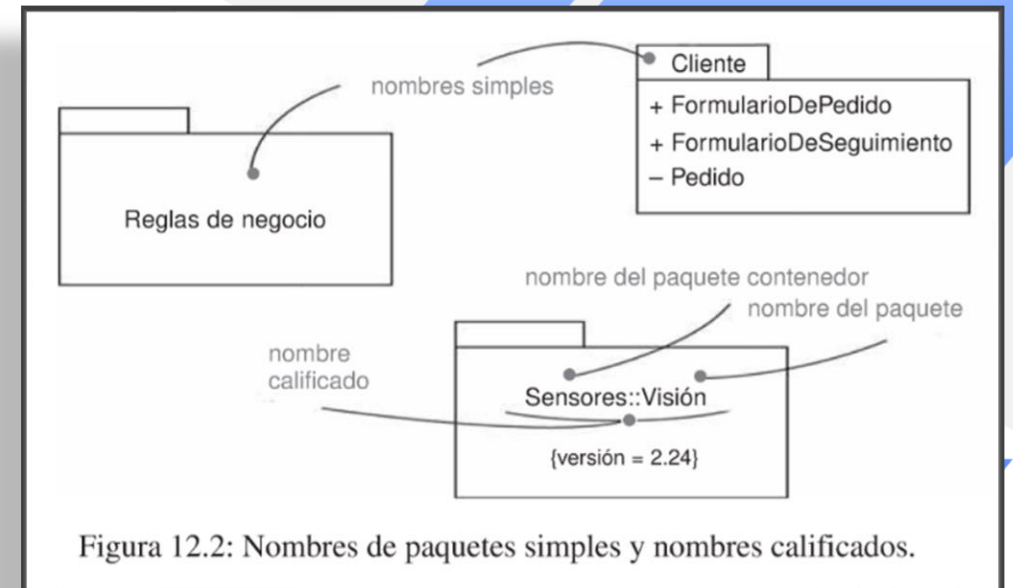 nombres simples
Cliente
+ FormularioDePedido
+ FormularioDeSeguimiento
– Pedido
Reglas de negocio
nombre del paquete contenedor
nombre del paquete
nombre
calificado
Sensores::Visión
{versión = 2.24}
Figura 12.2: Nombres de paquetes simples y nombres calificados.